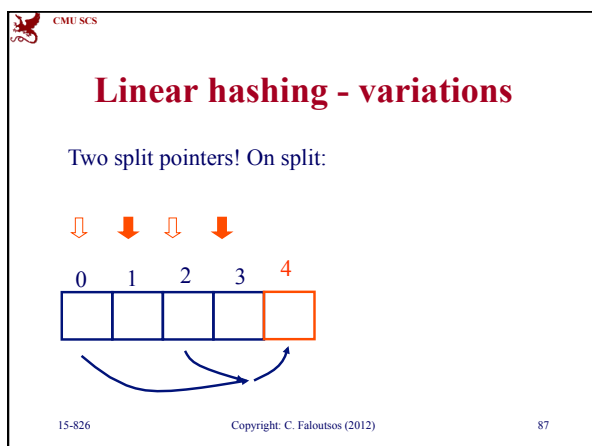 CMU SCS
Linear hashing - variations
Two split pointers! On split:
0 1 2 3 4
15-826 Copyright: C. Faloutsos (2012) 87